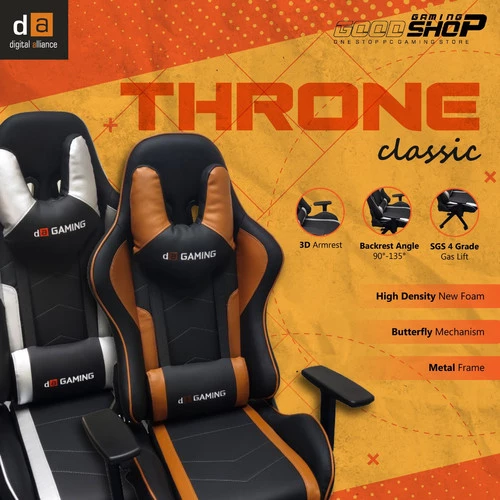 da
digital alliance
GOOD GAMING SHOP
ONE STOP PC GAMING STORE
THRONE
classic
3D Armrest
Backrest Angle
90°-135°
SGS 4 Grade
Gas Lift
High Density New Foam
Butterfly Mechanism
Metal Frame
da GAMING
da GAMING
da GAMING
da GAMING